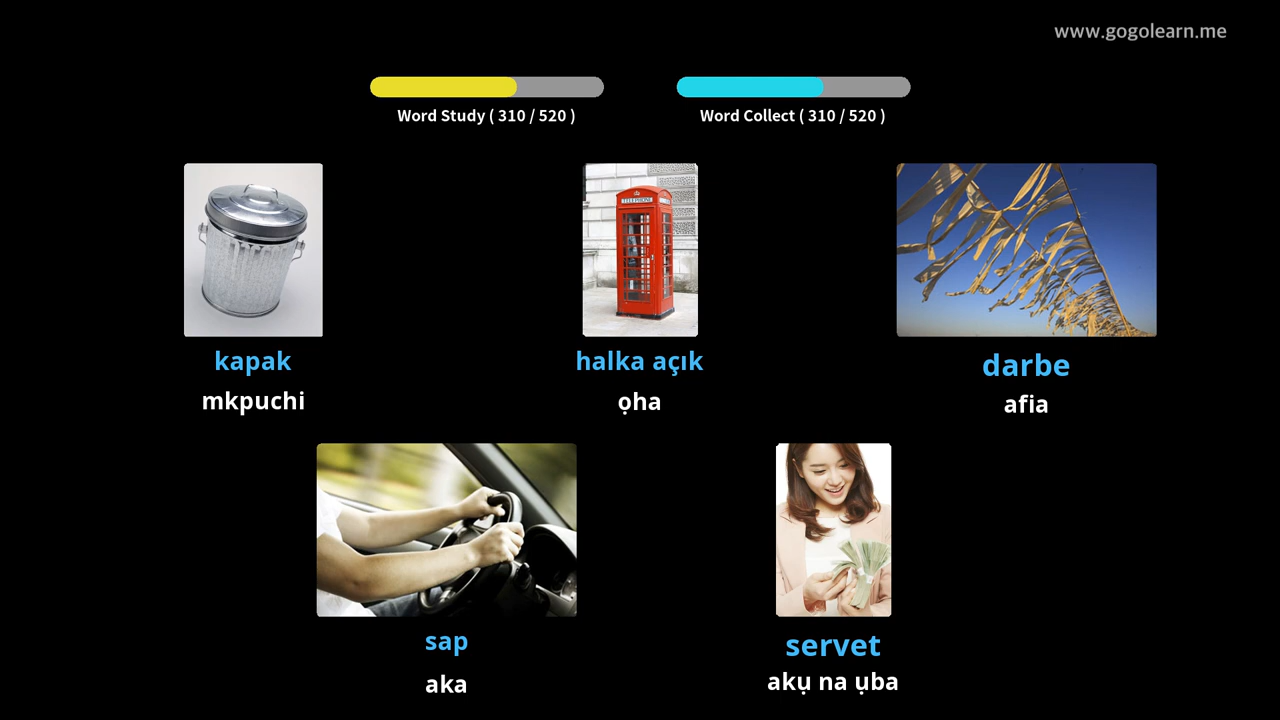 www.gogolearn.me
Word Study ( 310 / 520 )
Word Collect ( 310 / 520 )
TELEPHONE
kapak
halka açık
darbe
mkpuchi
ọha
afia
sap
servet
aka
akụ na ụba